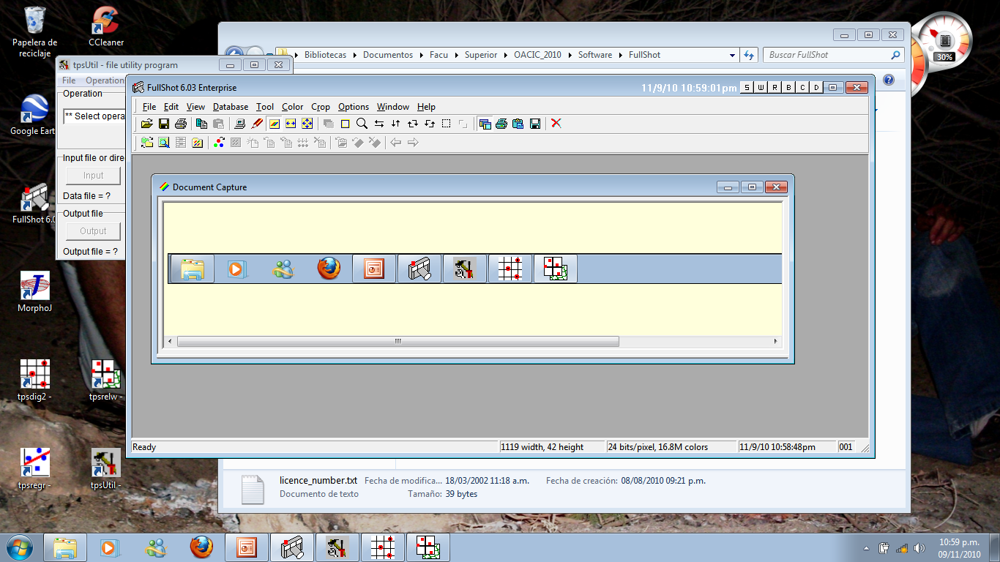 Papelera de
reciclaje
CCleaner
Google Eart
FullShot 6.0
MorphoJ
tpsdig2 -
tpsrelw -
tpsregr -
tpsUtil -
Bibliotecas
Documentos
Facu
Superior
OACIC_2010
Software
FullShot
Buscar FullShot
30%
tpsUtil - file utility program
File Operation
Operation
** Select opera
Input file or dire
Input
Data file = ?
Output file
Output
Output file = ?
FullShot 6.03 Enterprise
11/9/10 10:59:01pm
S W R B C D
File Edit View Database Tool Color Crop Options Window Help
Document Capture
Ready
1119 width, 42 height
24 bits/pixel, 16.8M colors
11/9/10 10:58:48pm
001
licence_number.txt Fecha de modifica... 18/03/2002 11:18 a.m. Fecha de creación: 08/08/2010 09:21 p.m.
Documento de texto Tamaño: 39 bytes
10:59 p.m.
09/11/2010